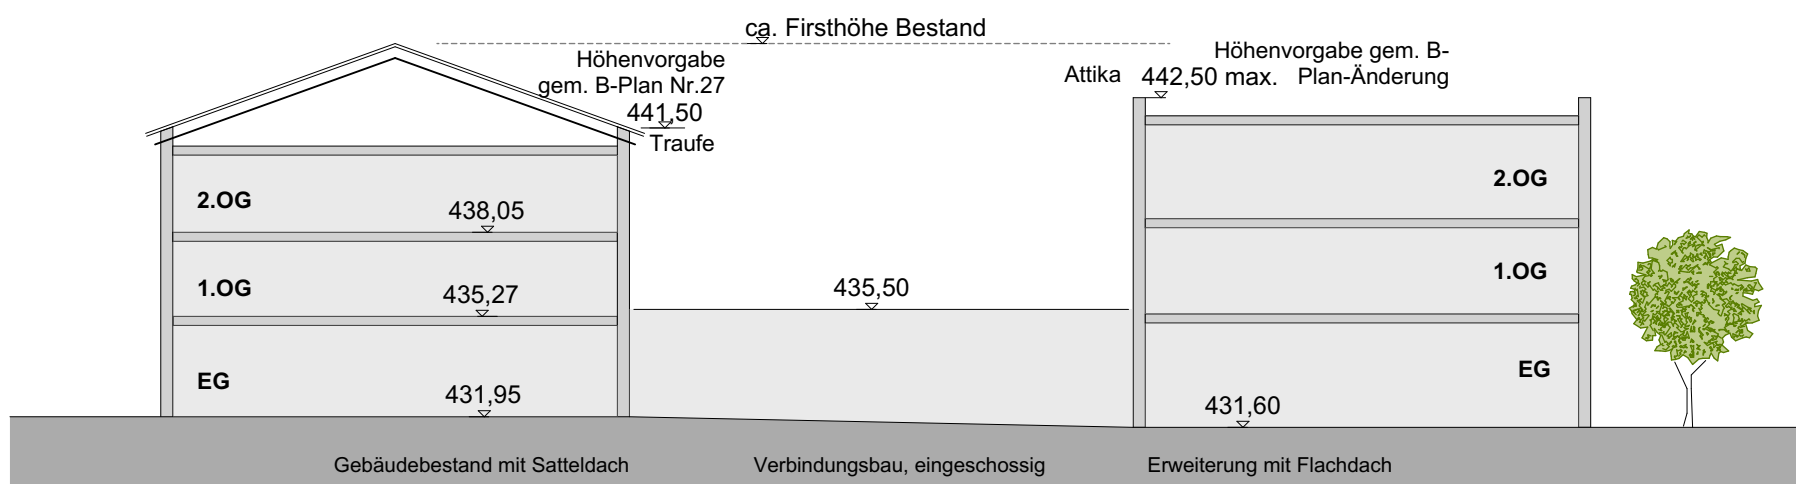 ca. Firsthöhe Bestand
Höhenvorgabe
gem. B-Plan Nr.27
441,50
Traufe
Höhenvorgabe gem. B-
Attika 442,50 max. Plan-Änderung
2.OG
438,05
2.OG
1.OG
435,27
435,50
1.OG
EG
431,95
EG
431,60
Gebäudebestand mit Satteldach
Verbindungsbau, eingeschossig
Erweiterung mit Flachdach